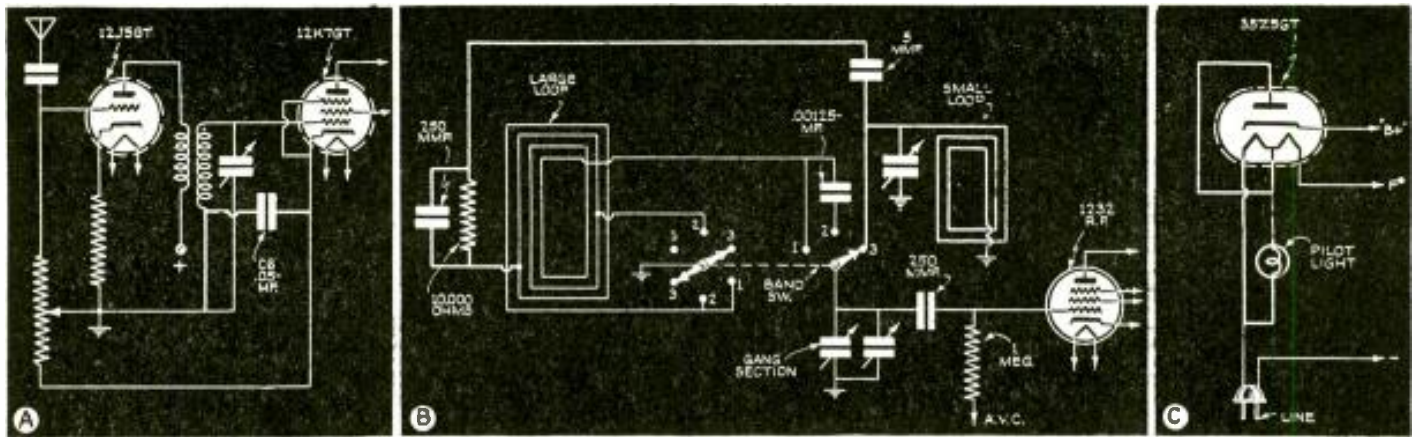 12J5GT
12K7GT
C8
.05-
MF.
A
5
MMF.
LARGE
LOOP
SMALL
LOOP
.00125-
MF.
250
MMF.
1
2
3
1
2
3
1
2
3
10,000
OHMS
BAND
SW.
250
MMF.
1232
R.F.
GANG
SECTION
1
MEG.
A.V.C.
B
35Z5GT
"B+"
PILOT
LIGHT
LINE
C